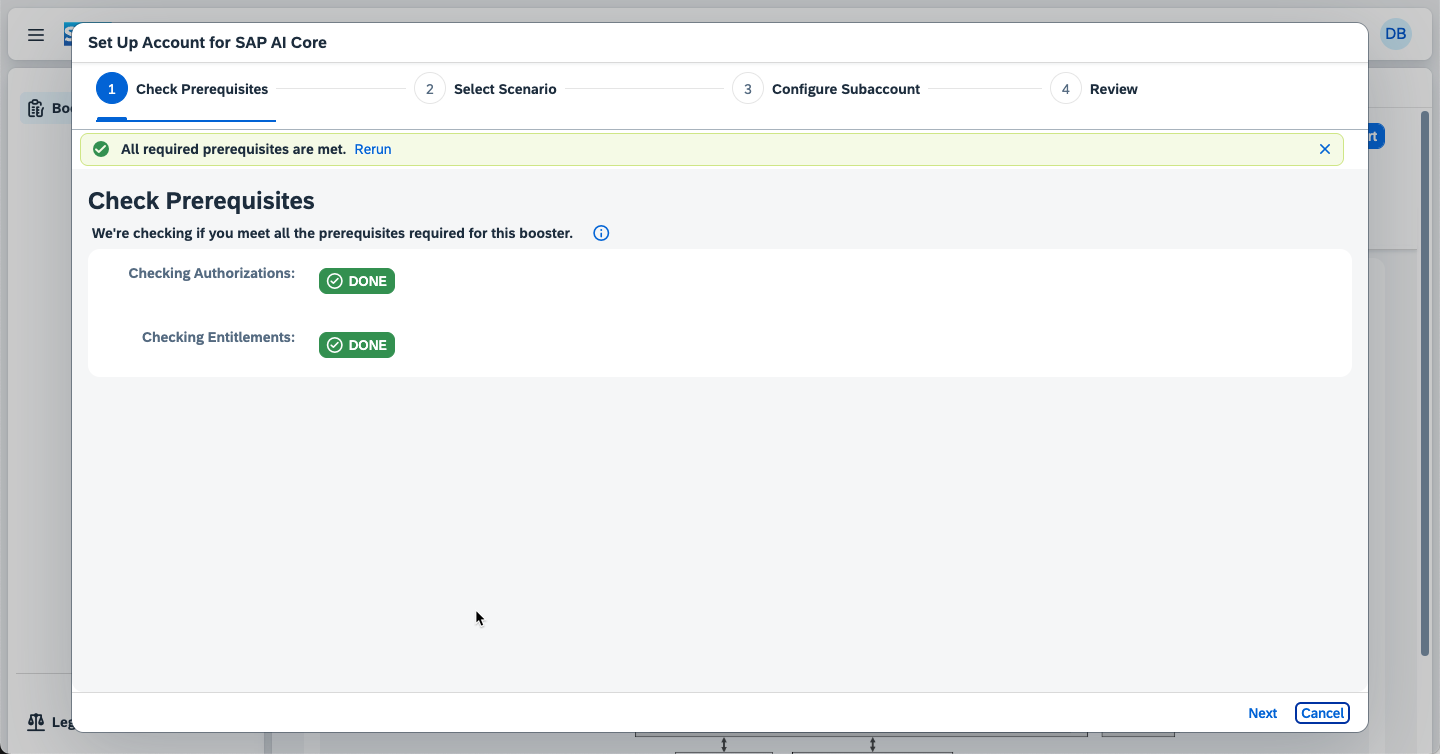 Set Up Account for SAP AI Core
DB
1 Check Prerequisites
2 Select Scenario
3 Configure Subaccount
4 Review
All required prerequisites are met. Rerun
Check Prerequisites
We're checking if you meet all the prerequisites required for this booster.
Checking Authorizations: DONE
Checking Entitlements: DONE
Next Cancel